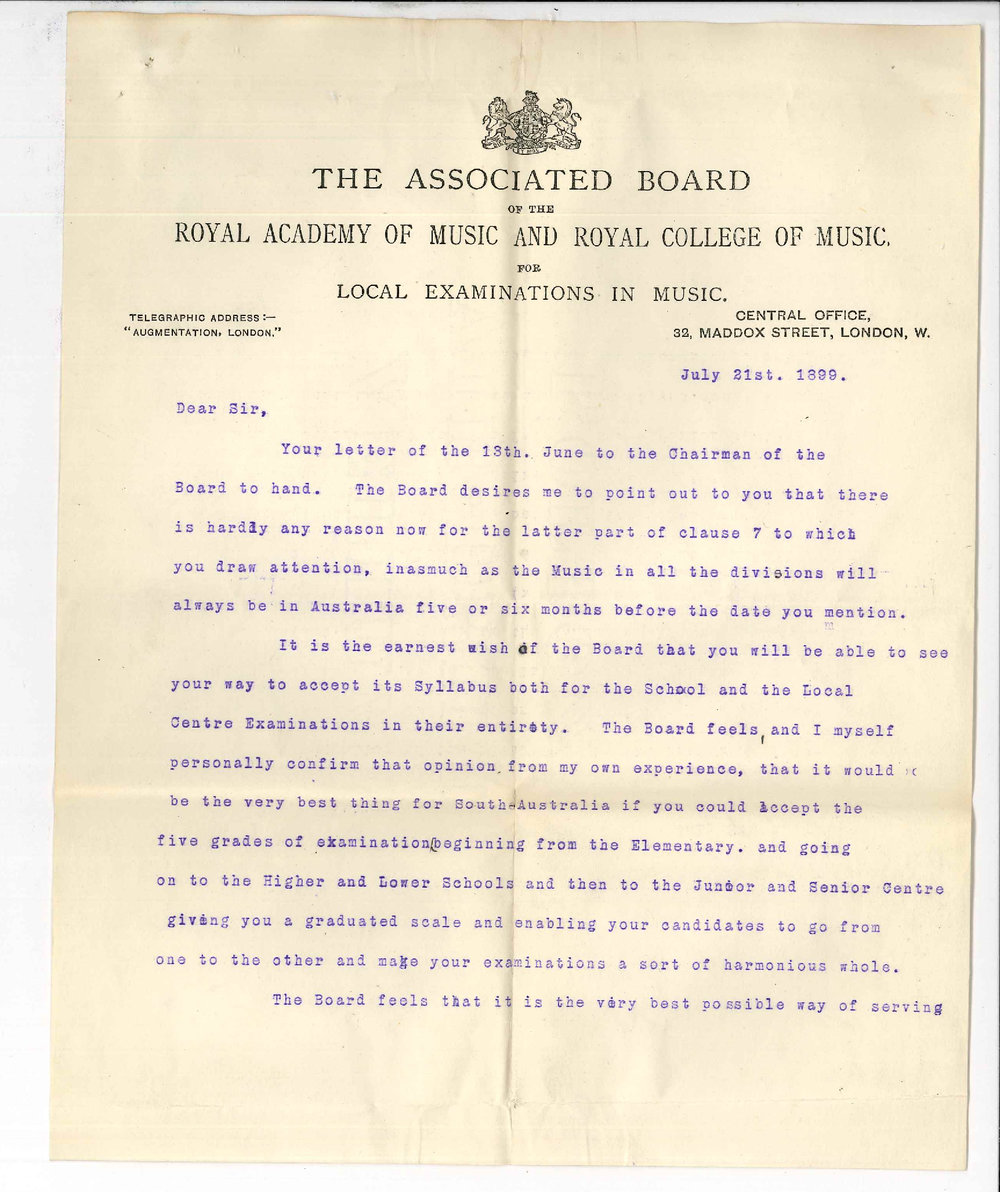 THE ASSOCIATED BOARD
OF THE
ROYAL ACADEMY OF MUSIC AND ROYAL COLLEGE OF MUSIC.
FOR
LOCAL EXAMINATIONS IN MUSIC.
TELEGRAPHIC ADDRESS:—
"AUGMENTATION, LONDON."
CENTRAL OFFICE,
32, MADDOX STREET, LONDON, W.
July 21st. 1899.
Dear Sir,
Your letter of the 13th. June to the Chairman of the
Board to hand. The Board desires me to point out to you that there
is hardly any reason now for the latter part of clause 7 to which
you draw attention, inasmuch as the Music in all the divisions will
always be in Australia five or six months before the date you mention.
It is the earnest wish of the Board that you will be able to see
your way to accept its Syllabus both for the School and the Local
Centre Examinations in their entirety. The Board feels, and I myself
personally confirm that opinion, from my own experience, that it would
be the very best thing for South-Australia if you could accept the
five grades of examination (beginning from the Elementary. and going
on to the Higher and Lower Schools and then to the Junior and Senior Centre
giving you a graduated scale and enabling your candidates to go from
one to the other and make your examinations a sort of harmonious whole.
The Board feels that it is the very best possible way of serving